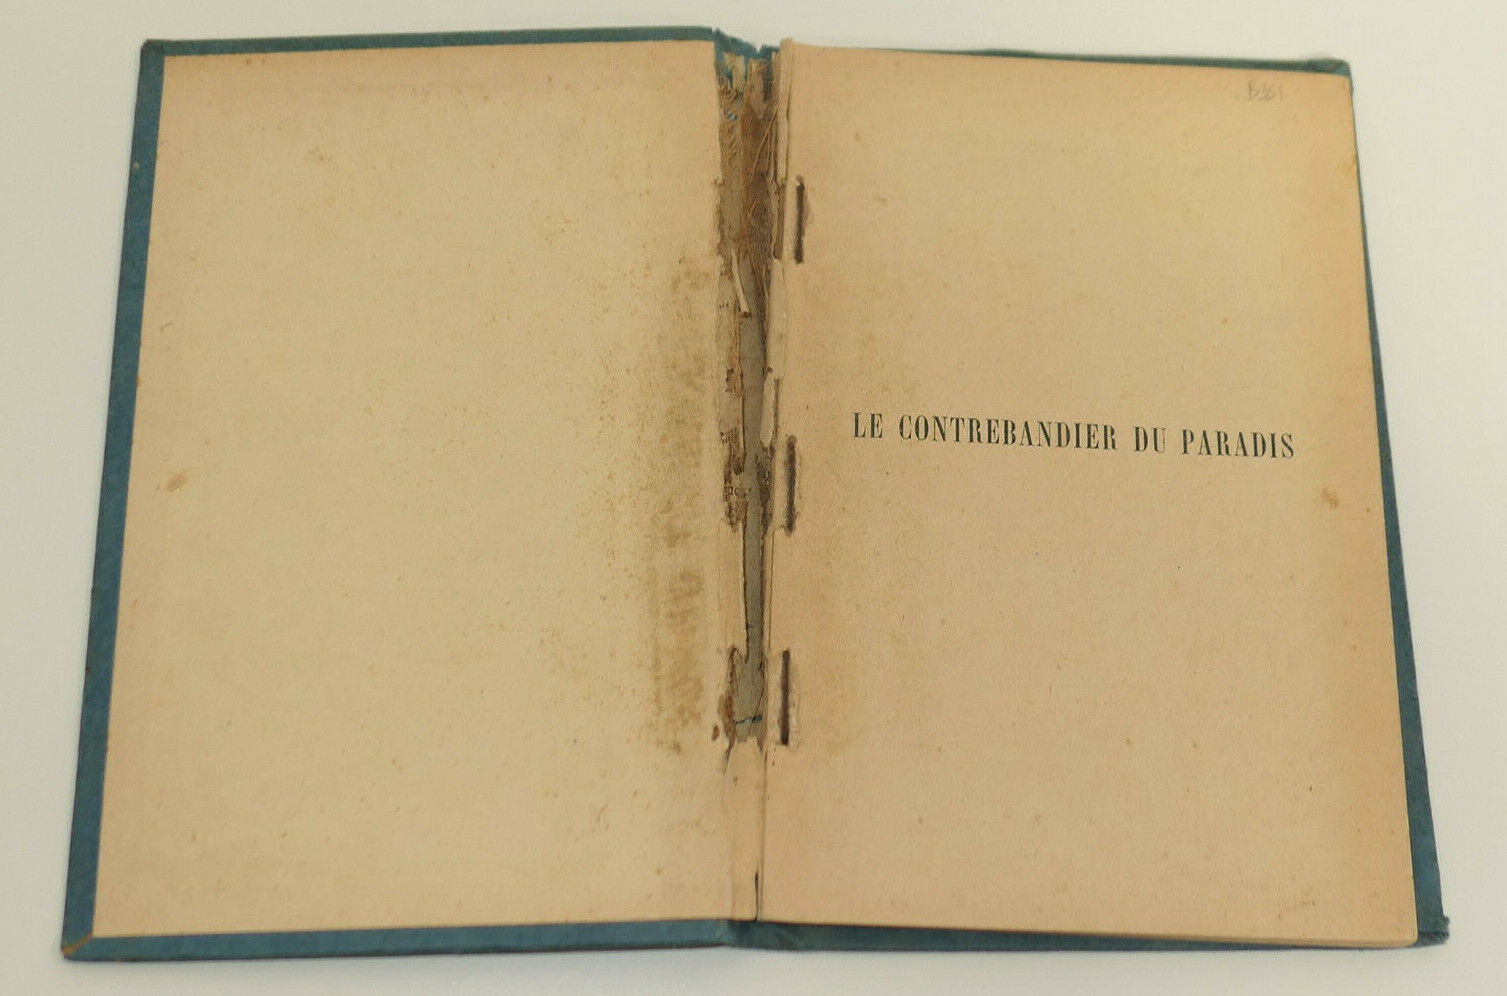 LE CONTREBANDIER DU PARADIS